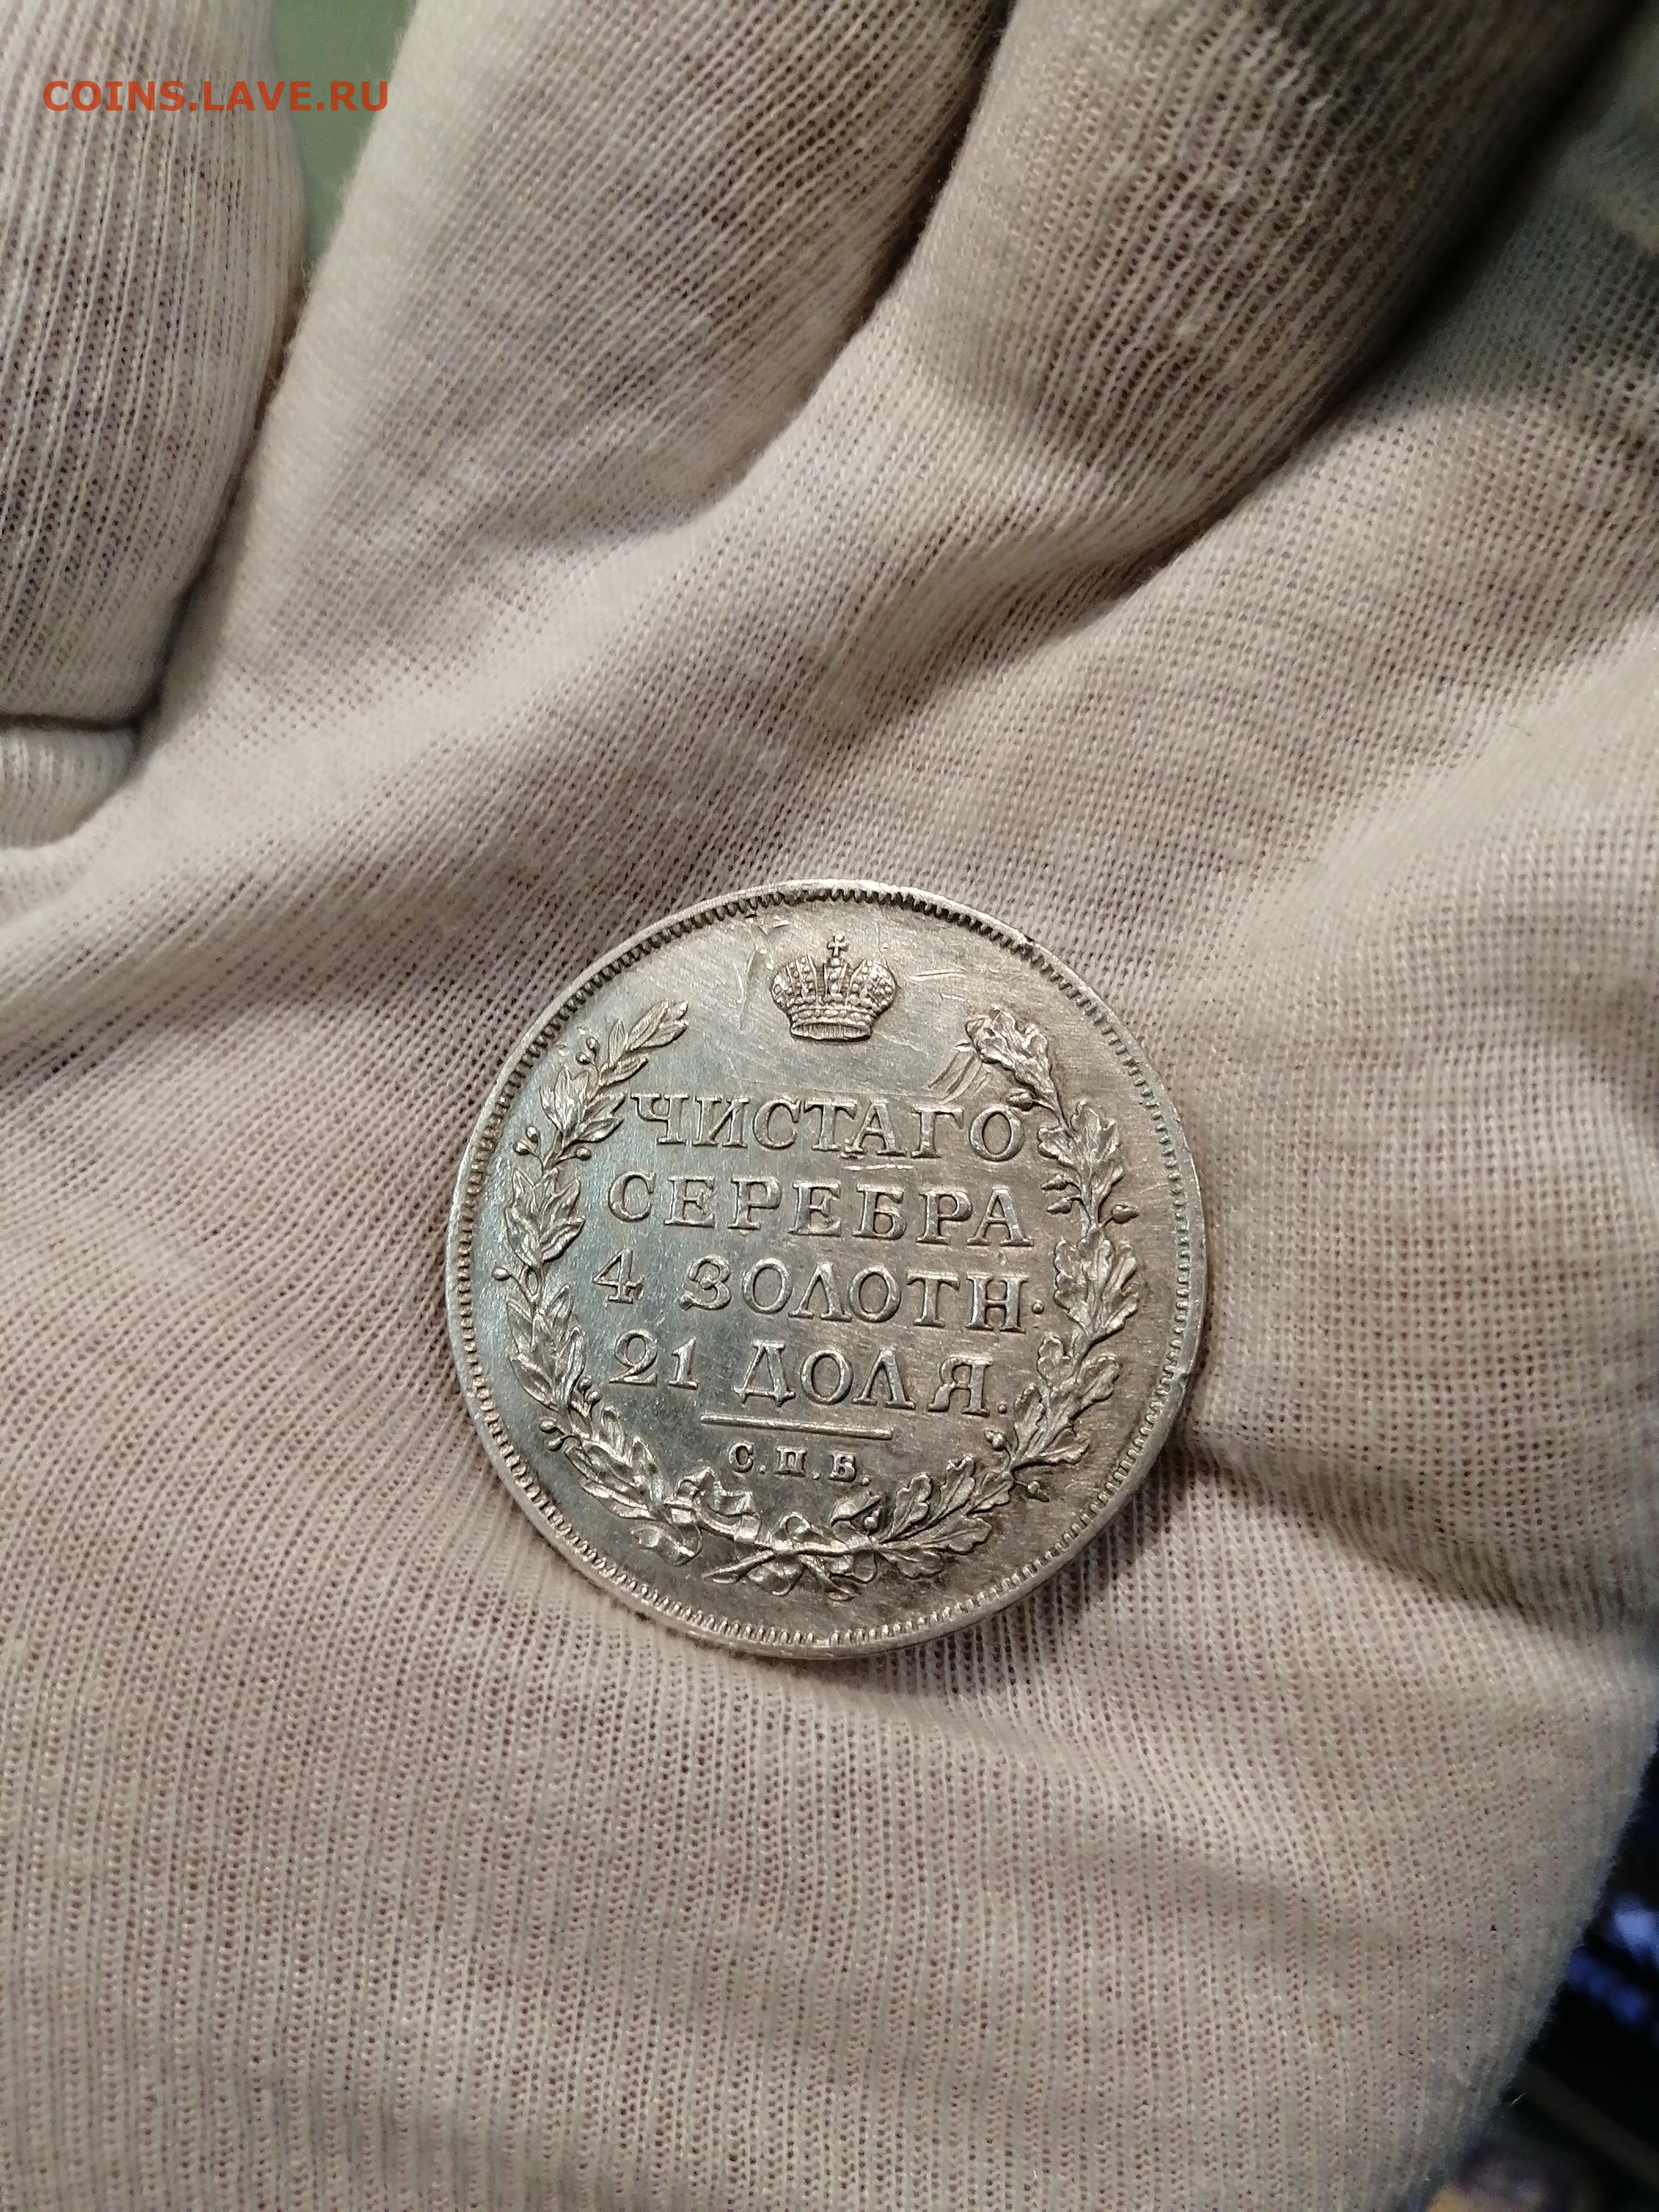 COINS.LAVE.RU
ЧИСТАГО
СЕРЕБРА
4 ЗОЛОТН.
21 ДОЛЯ.
С.П.Б.